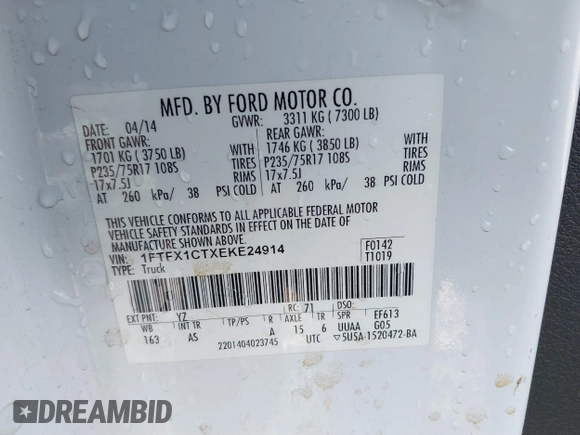 MFD. BY FORD MOTOR CO.
DATE: 04/14 GVWR: 3311 KG ( 7300 LB)
FRONT GAWR: REAR GAWR:
1701 KG ( 3750 LB) WITH 1746 KG ( 3850 LB) WITH
P235/75R17 108S TIRES P235/75R17 108S TIRES
17x7.5J RIMS 17x7.5J RIMS
AT 260 kPa/ 38 PSI COLD AT 260 kPa/ 38 PSI COLD
THIS VEHICLE CONFORMS TO ALL APPLICABLE FEDERAL MOTOR
VEHICLE SAFETY STANDARDS IN EFFECT ON THE DATE OF
MANUFACTURE SHOWN ABOVE.
VIN: 1FTFX1CTXEKE24914 F0142
TYPE: Truck T1019
EXT PNT: YZ RC: 71 DSO:
WB INT TR TP/PS R AXLE TR SPR EF613
163 AS A 15 6 UUAA G05
2201404023745 UTC 5U5A-1520472-BA
DREAMBID